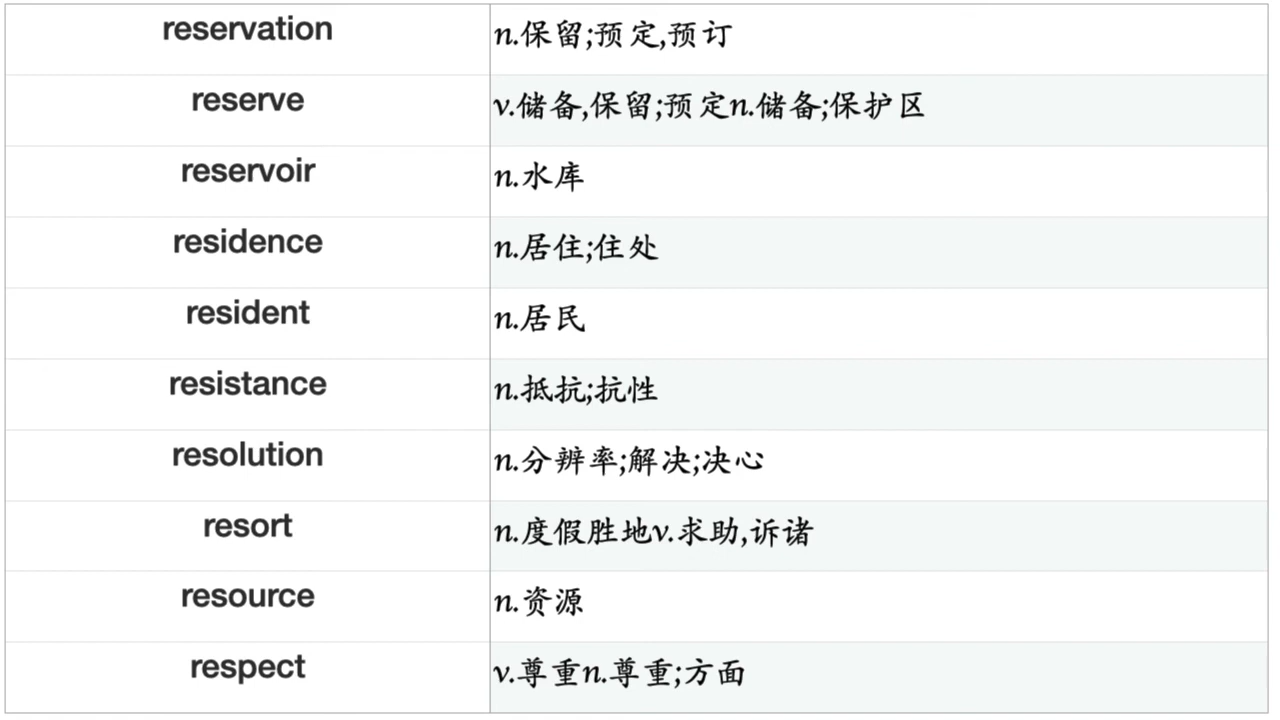 reservation n.保留;预定,预订
reserve v.储备,保留;预定n.储备;保护区
reservoir n.水库
residence n.居住;住处
resident n.居民
resistance n.抵抗;抗性
resolution n.分辨率;解决;决心
resort n.度假胜地v.求助,诉诸
resource n.资源
respect v.尊重n.尊重;方面